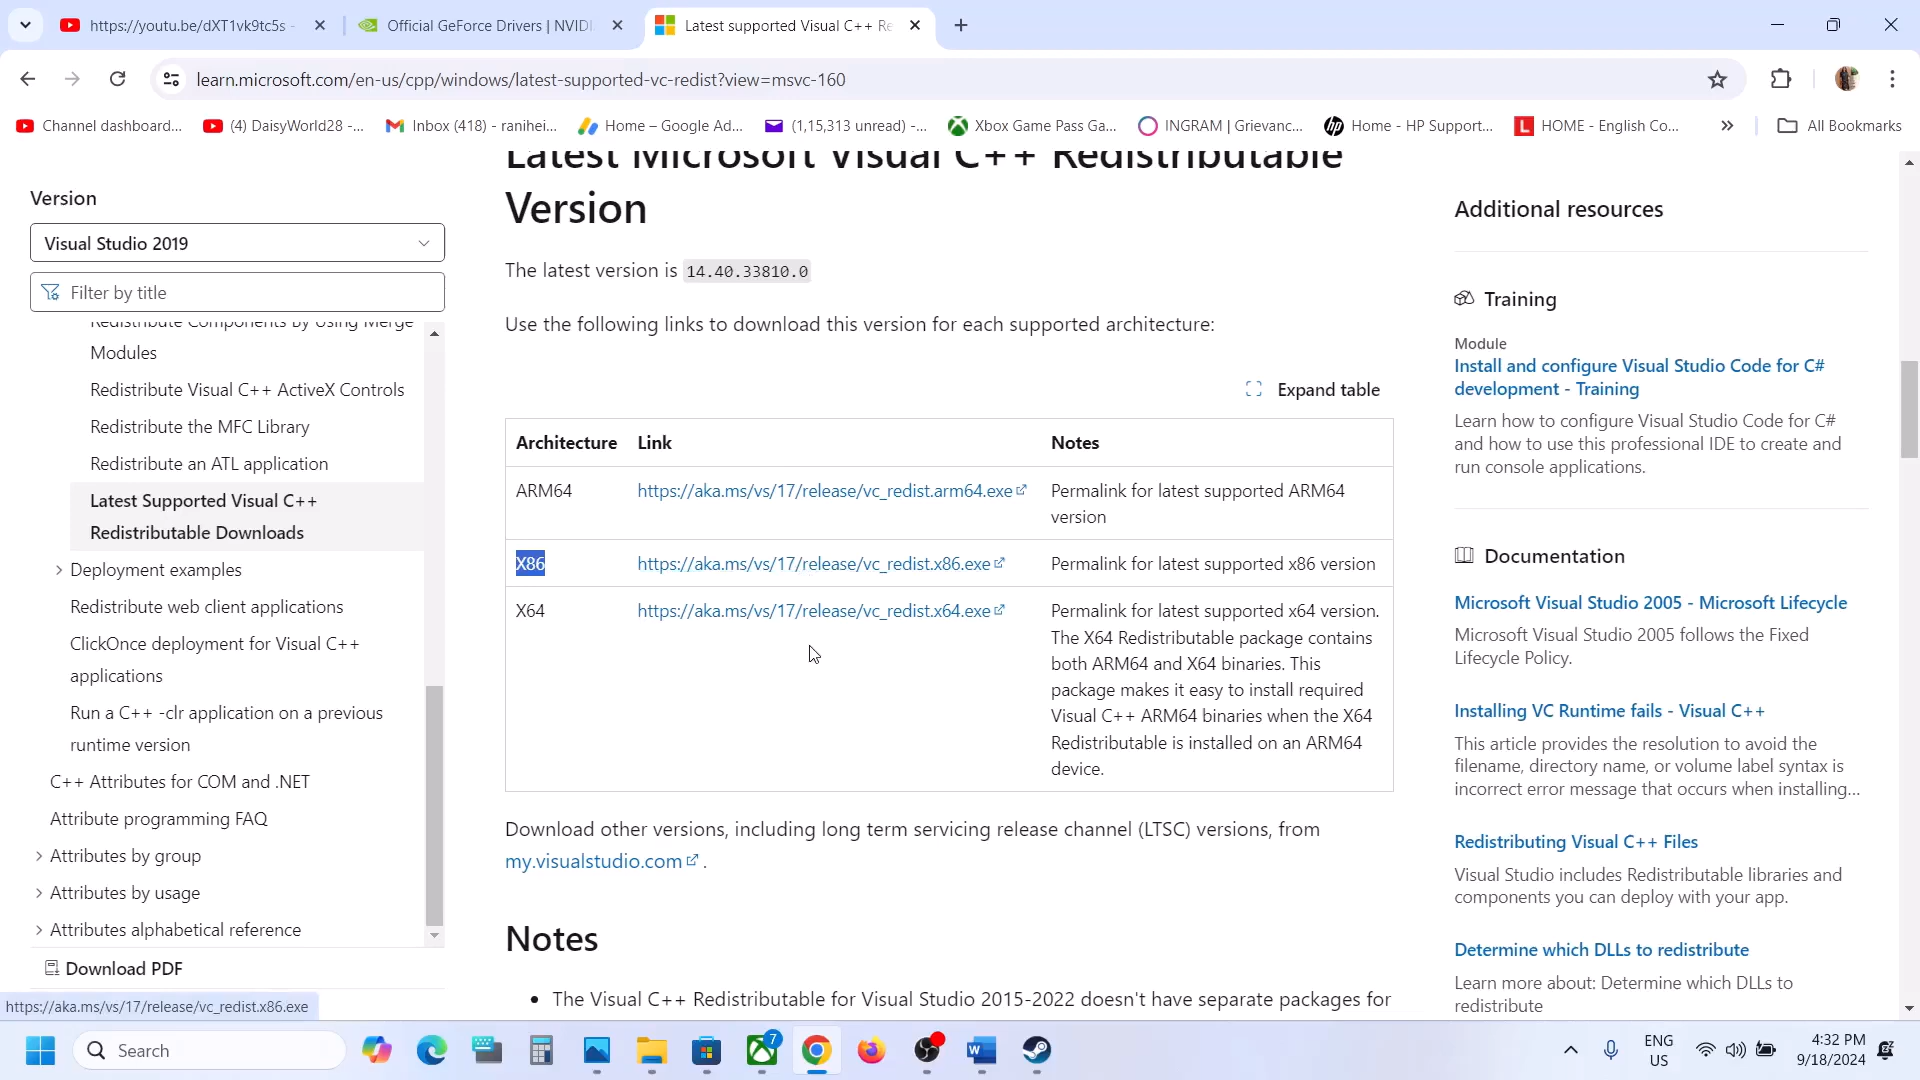 https://youtu.be/dXT1vk9tc5s -
Official GeForce Drivers | NVIDI
Latest supported Visual C++ Re
learn.microsoft.com/en-us/cpp/windows/latest-supported-vc-redist?view=msvc-160
Channel dashboard...
(4) DaisyWorld28 -...
Inbox (418) - ranihei...
Home – Google Ad...
(1,15,313 unread) -...
Xbox Game Pass Ga...
INGRAM | Grievanc...
Home - HP Support...
HOME - English Co...
All Bookmarks
Version
Visual Studio 2019
Filter by title
Redistribute Components by Using Merge
Modules
Redistribute Visual C++ ActiveX Controls
Redistribute the MFC Library
Redistribute an ATL application
Latest Supported Visual C++
Redistributable Downloads
Deployment examples
Redistribute web client applications
ClickOnce deployment for Visual C++
applications
Run a C++ -clr application on a previous
runtime version
C++ Attributes for COM and .NET
Attribute programming FAQ
Attributes by group
Attributes by usage
Attributes alphabetical reference
Download PDF
https://aka.ms/vs/17/release/vc_redist.x86.exe
Latest Microsoft Visual C++ Redistributable
Version
The latest version is 14.40.33810.0
Use the following links to download this version for each supported architecture:
Expand table
Architecture Link Notes
ARM64 https://aka.ms/vs/17/release/vc_redist.arm64.exe Permalink for latest supported ARM64
version
X86 https://aka.ms/vs/17/release/vc_redist.x86.exe Permalink for latest supported x86 version
X64 https://aka.ms/vs/17/release/vc_redist.x64.exe Permalink for latest supported x64 version.
The X64 Redistributable package contains
both ARM64 and X64 binaries. This
package makes it easy to install required
Visual C++ ARM64 binaries when the X64
Redistributable is installed on an ARM64
device.
Download other versions, including long term servicing release channel (LTSC) versions, from
my.visualstudio.com .
Notes
• The Visual C++ Redistributable for Visual Studio 2015-2022 doesn't have separate packages for
Additional resources
Training
Module
Install and configure Visual Studio Code for C#
development - Training
Learn how to configure Visual Studio Code for C#
and how to use this professional IDE to create and
run console applications.
Documentation
Microsoft Visual Studio 2005 - Microsoft Lifecycle
Microsoft Visual Studio 2005 follows the Fixed
Lifecycle Policy.
Installing VC Runtime fails - Visual C++
This article provides the resolution to avoid the
filename, directory name, or volume label syntax is
incorrect error message that occurs when installing...
Redistributing Visual C++ Files
Visual Studio includes Redistributable libraries and
components you can deploy with your app.
Determine which DLLs to redistribute
Learn more about: Determine which DLLs to
redistribute
Search
7
ENG
US
4:32 PM
9/18/2024